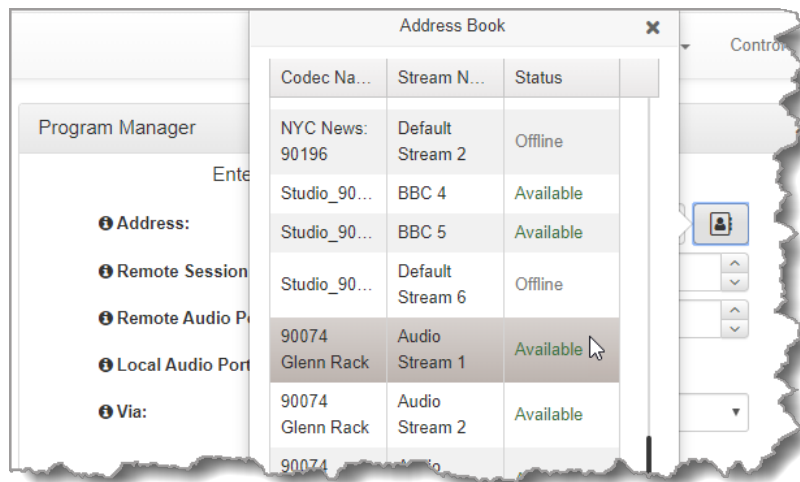 Address Book
Control
Codec Na... Stream N... Status
Program Manager
NYC News: 90196 Default Stream 2 Offline
Ente
Studio_90... BBC 4 Available
Address:
Studio_90... BBC 5 Available
Remote Session
Studio_90... Default Stream 6 Offline
Remote Audio Po
90074 Glenn Rack Audio Stream 1 Available
Local Audio Port
Via:
90074 Glenn Rack Audio Stream 2 Available
90074